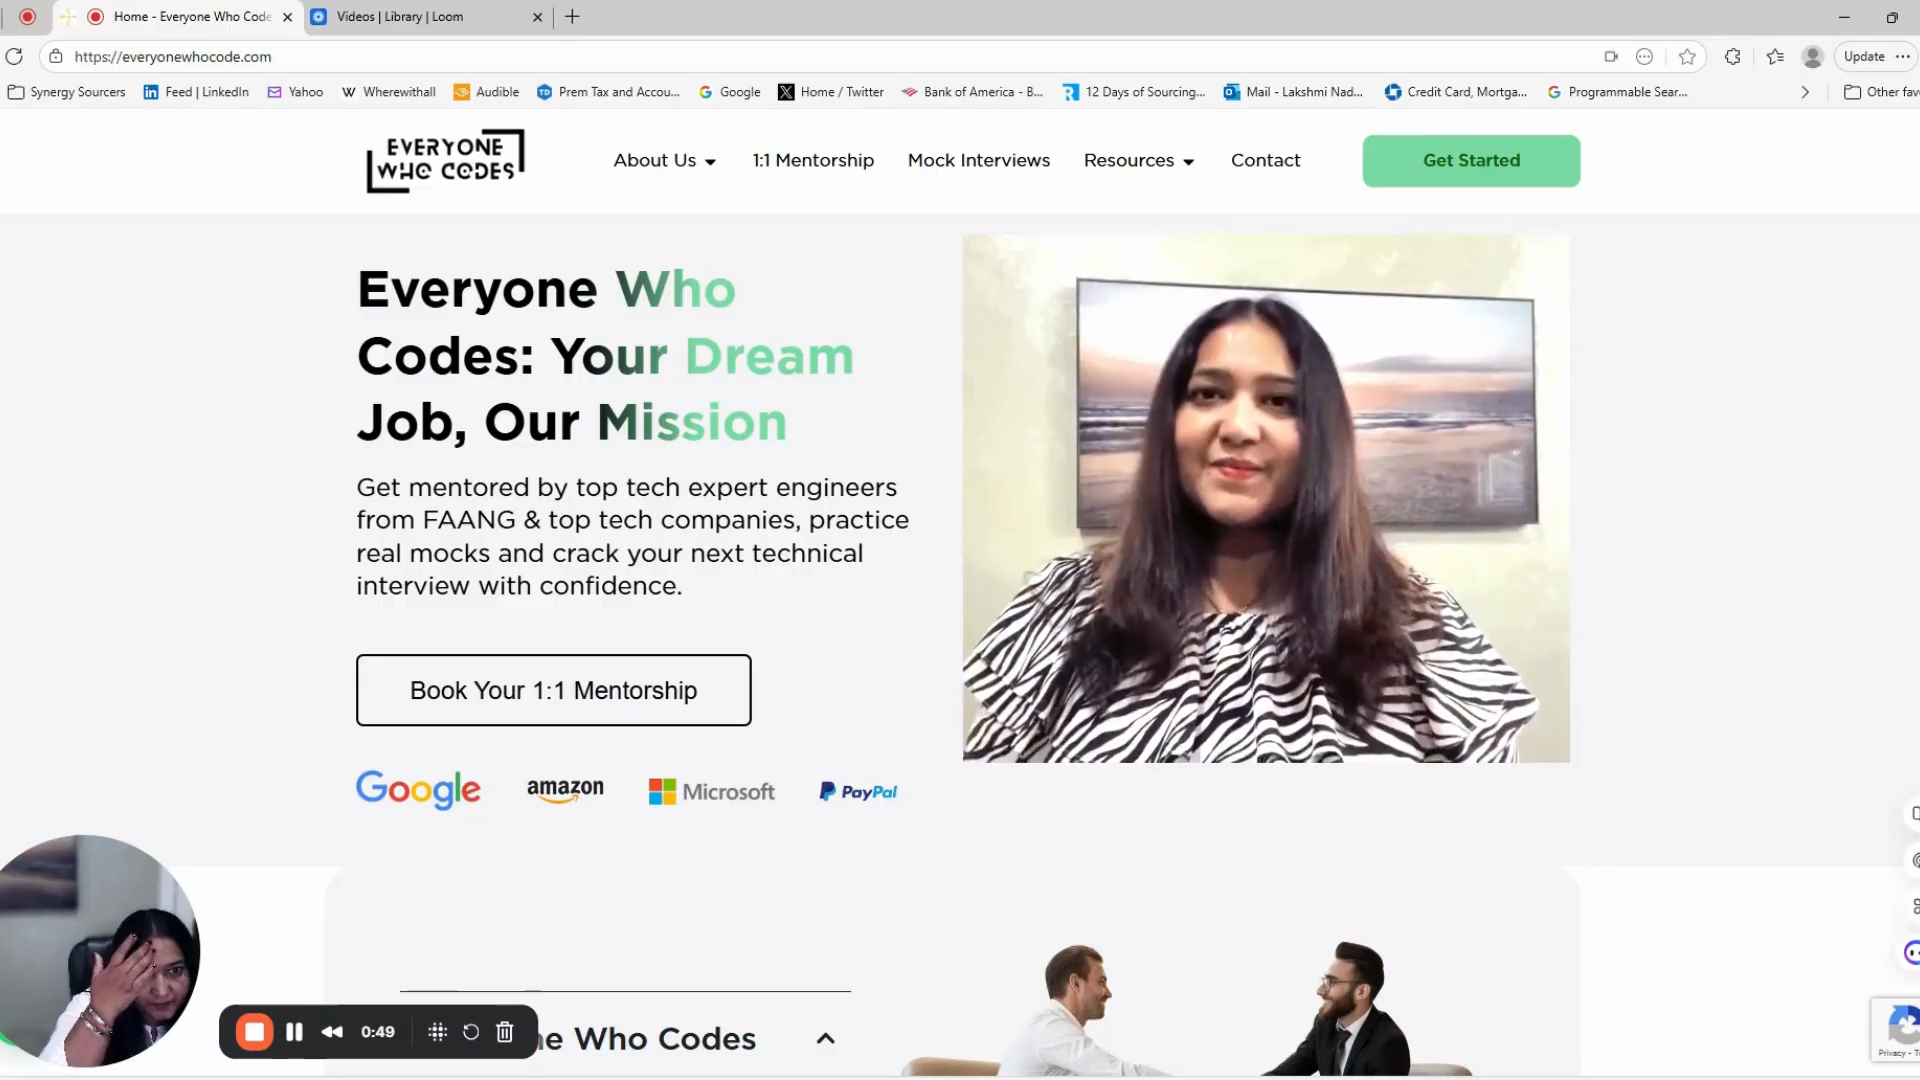 Home - Everyone Who Code
Videos | Library | Loom
https://everyonewhocode.com
Update
Synergy Sourcers
Feed | LinkedIn
Yahoo
Wherewithall
Audible
Prem Tax and Accou...
Google
Home / Twitter
Bank of America - B...
12 Days of Sourcing...
Mail - Lakshmi Nad...
Credit Card, Mortga...
Programmable Sear...
Other fav
EVERYONE
WHO CODES
About Us
1:1 Mentorship
Mock Interviews
Resources
Contact
Get Started
Everyone Who
Codes: Your Dream
Job, Our Mission
Get mentored by top tech expert engineers
from FAANG & top tech companies, practice
real mocks and crack your next technical
interview with confidence.
Book Your 1:1 Mentorship
Google
amazon
Microsoft
PayPal
0:49
ne Who Codes
Privacy - T